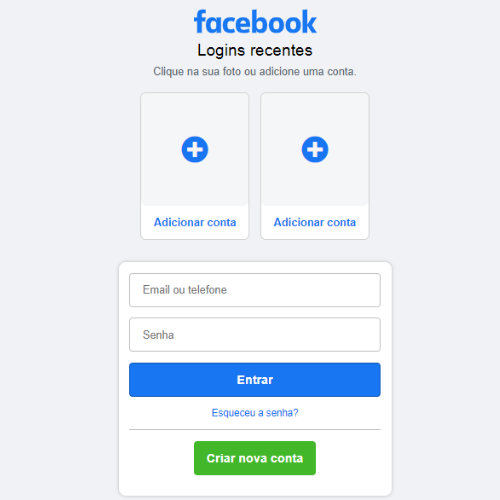 facebook
Logins recentes
Clique na sua foto ou adicione uma conta.
Adicionar conta
Adicionar conta
Email ou telefone
Senha
Entrar
Esqueceu a senha?
Criar nova conta